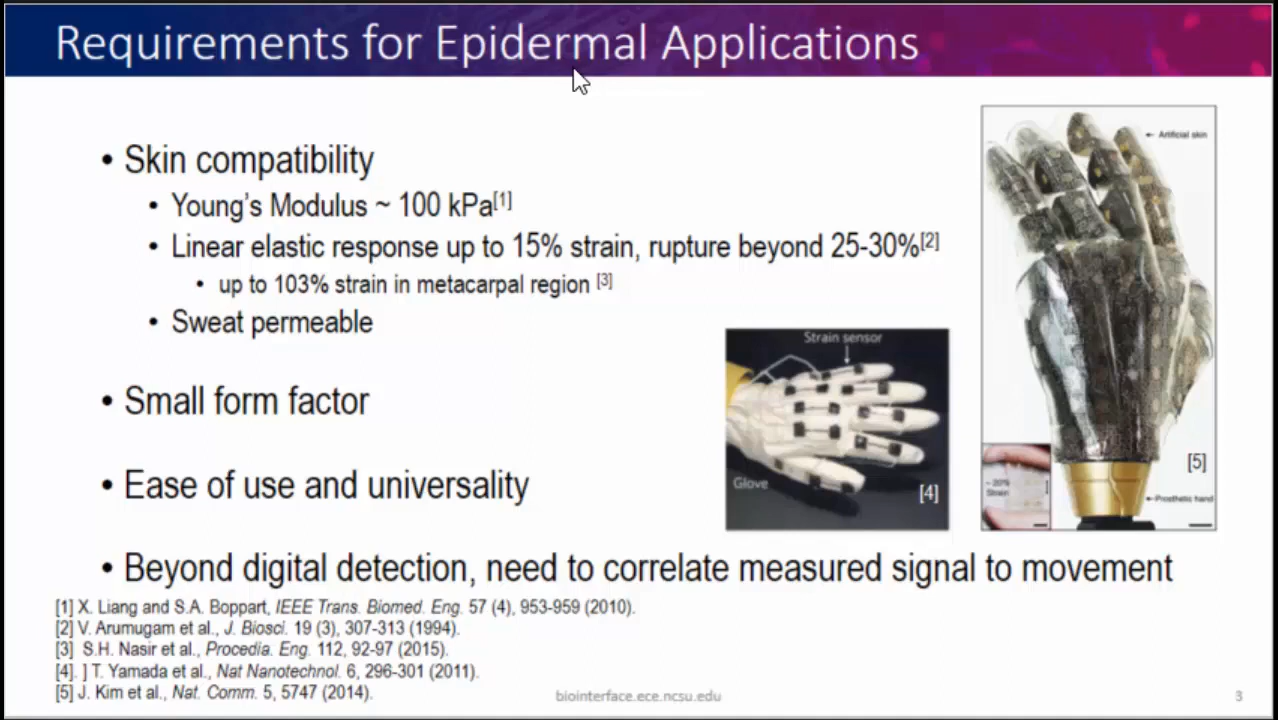 Requirements for Epidermal Applications
• Skin compatibility
• Young's Modulus ~ 100 kPa[1]
• Linear elastic response up to 15% strain, rupture beyond 25-30%[2]
• up to 103% strain in metacarpal region [3]
• Sweat permeable
• Small form factor
• Ease of use and universality
• Beyond digital detection, need to correlate measured signal to movement
Strain sensor
Glove
[4]
Artificial skin
[5]
~ 20%
Strain
Prosthetic hand
[1] X. Liang and S.A. Boppart, IEEE Trans. Biomed. Eng. 57 (4), 953-959 (2010).
[2] V. Arumugam et al., J. Biosci. 19 (3), 307-313 (1994).
[3] S.H. Nasir et al., Procedia. Eng. 112, 92-97 (2015).
[4]. ] T. Yamada et al., Nat Nanotechnol. 6, 296-301 (2011).
[5] J. Kim et al., Nat. Comm. 5, 5747 (2014).
biointerface.ece.ncsu.edu
3